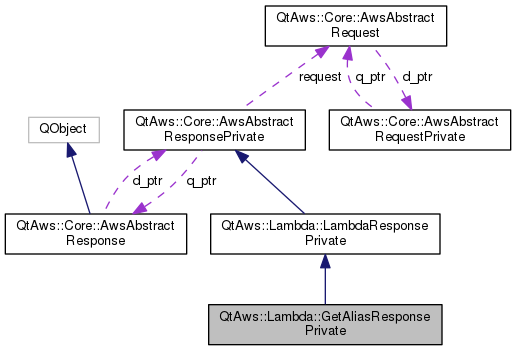 QtAws::Core::AwsAbstract
Request
request
q_ptr
d_ptr
QObject
QtAws::Core::AwsAbstract
ResponsePrivate
QtAws::Core::AwsAbstract
RequestPrivate
d_ptr
q_ptr
QtAws::Core::AwsAbstract
Response
QtAws::Lambda::LambdaResponse
Private
QtAws::Lambda::GetAliasResponse
Private